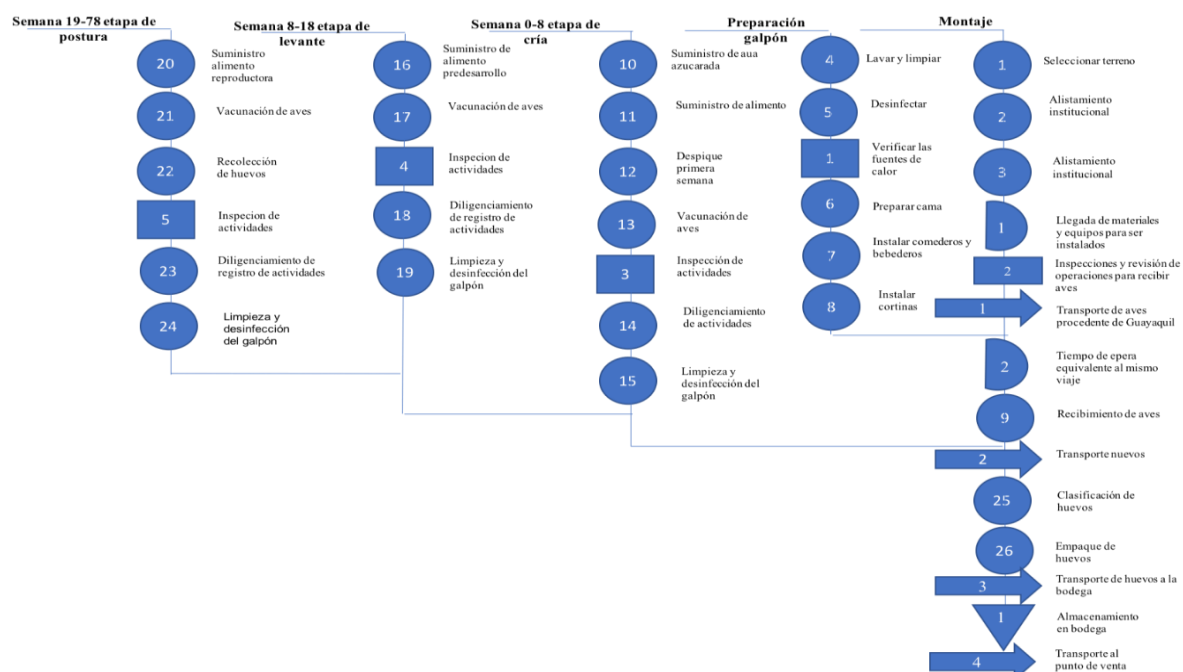 Semana 19-78 etapa de
postura
20
Suministro
alimento
reproductora
21
Vacunación de aves
22
Recolección
de huevos
5
Inspecion de
actividades
23
Diligenciamiento de
registro de actividades
24
Limpieza y
desinfección
del galpón
Semana 8-18 etapa de
levante
16
Suministro de
alimento
predesarrollo
17
Vacunación de aves
4
Inspecion de
actividades
18
Diligenciamiento
de registro de
actividades
19
Limpieza y
desinfección del
galpón
Semana 0-8 etapa de
cría
10
Suministro de aua
azucarada
11
Suministro de alimento
12
Despique
primera
semana
13
Vacunación de
aves
3
Inspección de
actividades
14
Diligenciamiento
de actividades
15
Limpieza y
desinfección del
galpón
Preparación
galpón
4
Lavar y limpiar
5
Desinfectar
1
Verificar las
fuentes de
calor
6
Preparar cama
7
Instalar comederos y
bebederos
8
Instalar
cortinas
Montaje
1
Seleccionar terreno
2
Alistamiento
institucional
3
Alistamiento
institucional
1
Llegada de materiales
y equipos para ser
instalados
2
Inspecciones y revisión de
operaciones para recibir
aves
1
Transporte de aves
procedente de Guayaquil
2
Tiempo de epera
equivalente al mismo
viaje
9
Recibimiento de aves
2
Transporte nuevos
25
Clasificación de
huevos
26
Empaque de
huevos
3
Transporte de huevos a la
bodega
1
Almacenamiento
en bodega
4
Transporte al
punto de venta